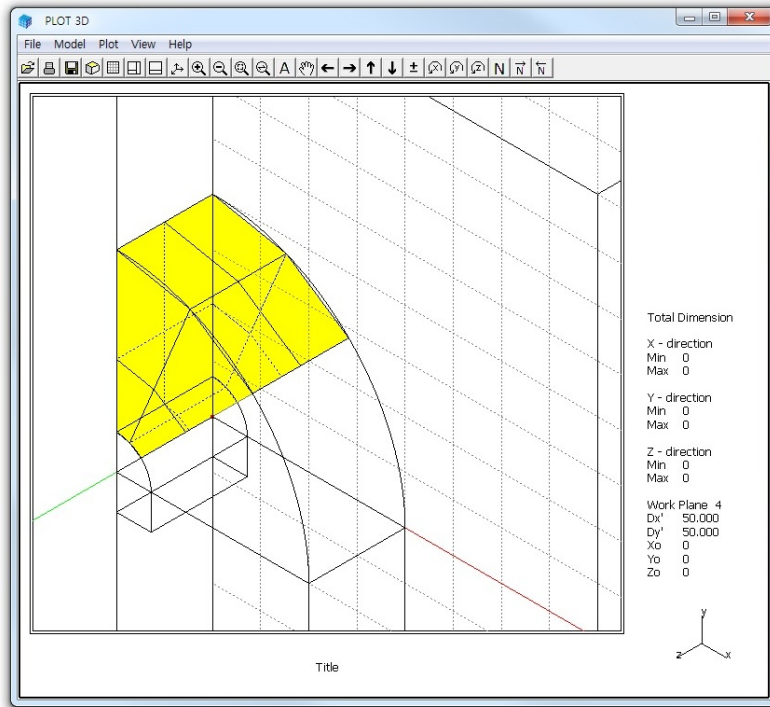 PLOT 3D
File Model Plot View Help
A ± x y z N N N
Total Dimension
X - direction
Min 0
Max 0
Y - direction
Min 0
Max 0
Z - direction
Min 0
Max 0
Work Plane 4
Dx' 50.000
Dy' 50.000
Xo 0
Yo 0
Zo 0
y
z x
Title